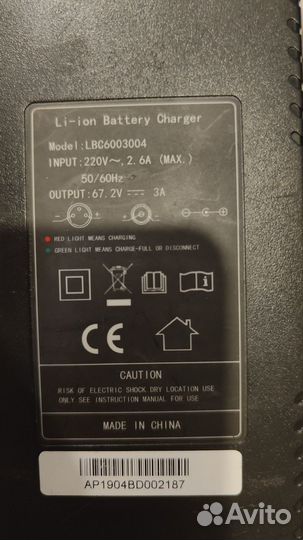 Li-ion Battery Charger
Model:LBC6003004
INPUT:220V~,2.6A (MAX.)
50/60Hz
OUTPUT:67.2V⎓3A
RED LIGHT MEANS CHARGING
GREEN LIGHT MEANS CHARGE-FULL OR DISCONNECT
CE
CAUTION
RISK OF ELECTRIC SHOCK DRY LOCATION USE
ONLY SEE INSTRUCTION MANUAL FOR USE
MADE IN CHINA
AP1904BD002187
Avito